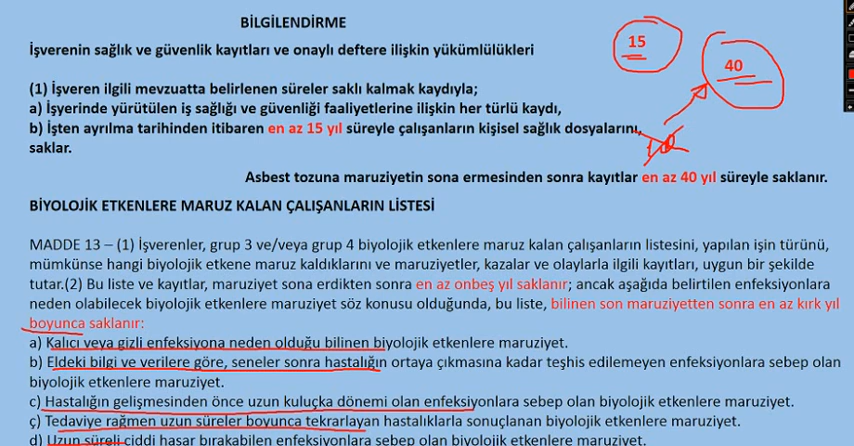 BİLGİLENDİRME
İşverenin sağlık ve güvenlik kayıtları ve onaylı deftere ilişkin yükümlülükleri
15
40
(1) İşveren ilgili mevzuatta belirlenen süreler saklı kalmak kaydıyla;
a) İşyerinde yürütülen iş sağlığı ve güvenliği faaliyetlerine ilişkin her türlü kaydı,
b) İşten ayrılma tarihinden itibaren en az 15 yıl süreyle çalışanların kişisel sağlık dosyalarını,
saklar.
Asbest tozuna maruziyetin sona ermesinden sonra kayıtlar en az 40 yıl süreyle saklanır.
BİYOLOJİK ETKENLERE MARUZ KALAN ÇALIŞANLARIN LİSTESİ
MADDE 13 – (1) İşverenler, grup 3 ve/veya grup 4 biyolojik etkenlere maruz kalan çalışanların listesini, yapılan işin türünü,
mümkünse hangi biyolojik etkene maruz kaldıklarını ve maruziyetler, kazalar ve olaylarla ilgili kayıtları, uygun bir şekilde
tutar.(2) Bu liste ve kayıtlar, maruziyet sona erdikten sonra en az onbeş yıl saklanır; ancak aşağıda belirtilen enfeksiyonlara
neden olabilecek biyolojik etkenlere maruziyet söz konusu olduğunda, bu liste, bilinen son maruziyetten sonra en az kırk yıl
boyunca saklanır:
a) Kalıcı veya gizli enfeksiyona neden olduğu bilinen biyolojik etkenlere maruziyet.
b) Eldeki bilgi ve verilere göre, seneler sonra hastalığın ortaya çıkmasına kadar teşhis edilemeyen enfeksiyonlara sebep olan
biyolojik etkenlere maruziyet.
c) Hastalığın gelişmesinden önce uzun kuluçka dönemi olan enfeksiyonlara sebep olan biyolojik etkenlere maruziyet.
ç) Tedaviye rağmen uzun süreler boyunca tekrarlayan hastalıklarla sonuçlanan biyolojik etkenlere maruziyet.
d) Uzun süreli ciddi hasar bırakabilen enfeksiyonlara sebep olan biyolojik etkenlere maruziyet.